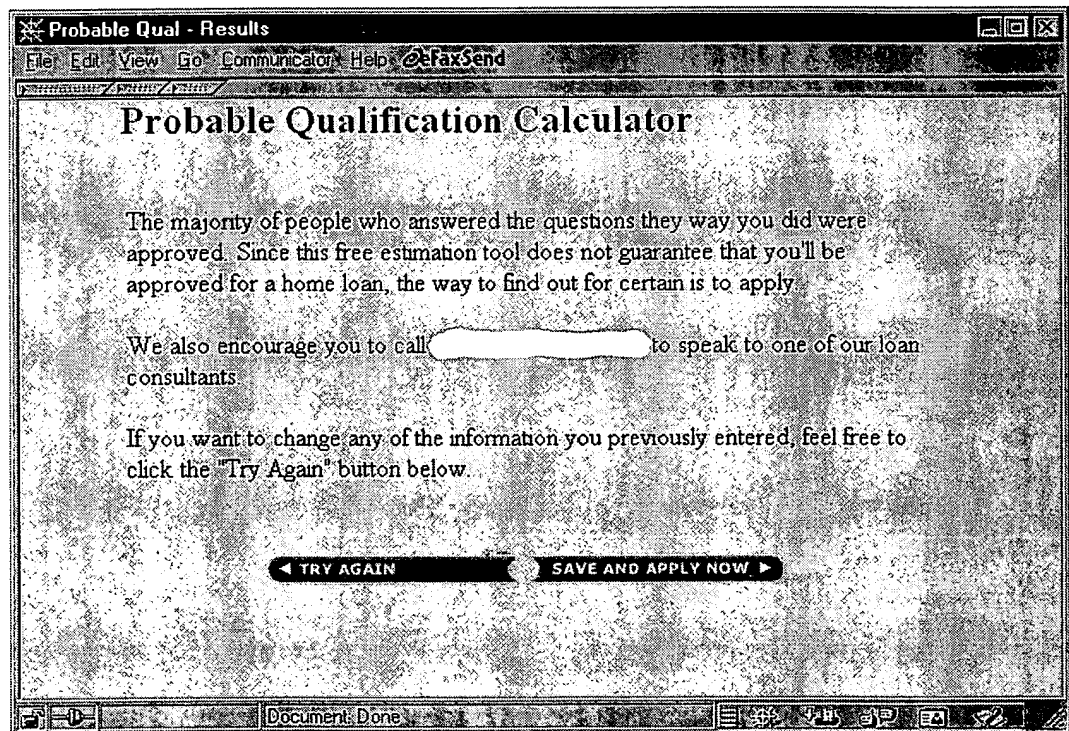 Probable Qual - Results
File Edit View Go Communicator Help eFaxSend
Probable Qualification Calculator
The majority of people who answered the questions they way you did were
approved. Since this free estimation tool does not guarantee that you'll be
approved for a home loan, the way to find out for certain is to apply.
We also encourage you to call to speak to one of our loan
consultants.
If you want to change any of the information you previously entered, feel free to
click the "Try Again" button below.
◄ TRY AGAIN SAVE AND APPLY NOW ►
Document: Done